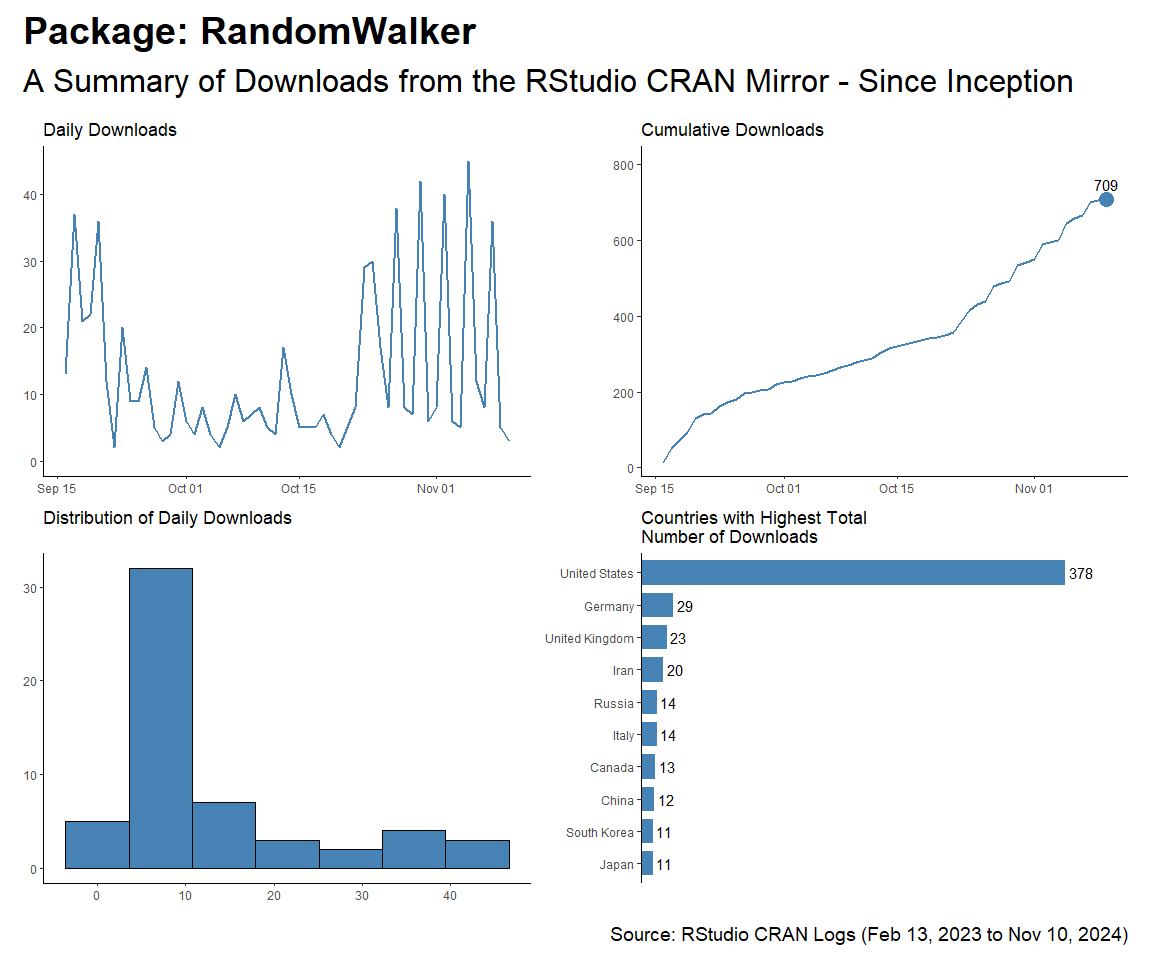 Package: RandomWalker
A Summary of Downloads from the RStudio CRAN Mirror - Since Inception
Daily Downloads
40
30
20
10
0
Sep 15 Oct 01 Oct 15 Nov 01
Cumulative Downloads
800
600
400
200
0
709
Sep 15 Oct 01 Oct 15 Nov 01
Distribution of Daily Downloads
30
20
10
0
0 10 20 30 40
Countries with Highest Total
Number of Downloads
United States 378
Germany 29
United Kingdom 23
Iran 20
Russia 14
Italy 14
Canada 13
China 12
South Korea 11
Japan 11
Source: RStudio CRAN Logs (Feb 13, 2023 to Nov 10, 2024)